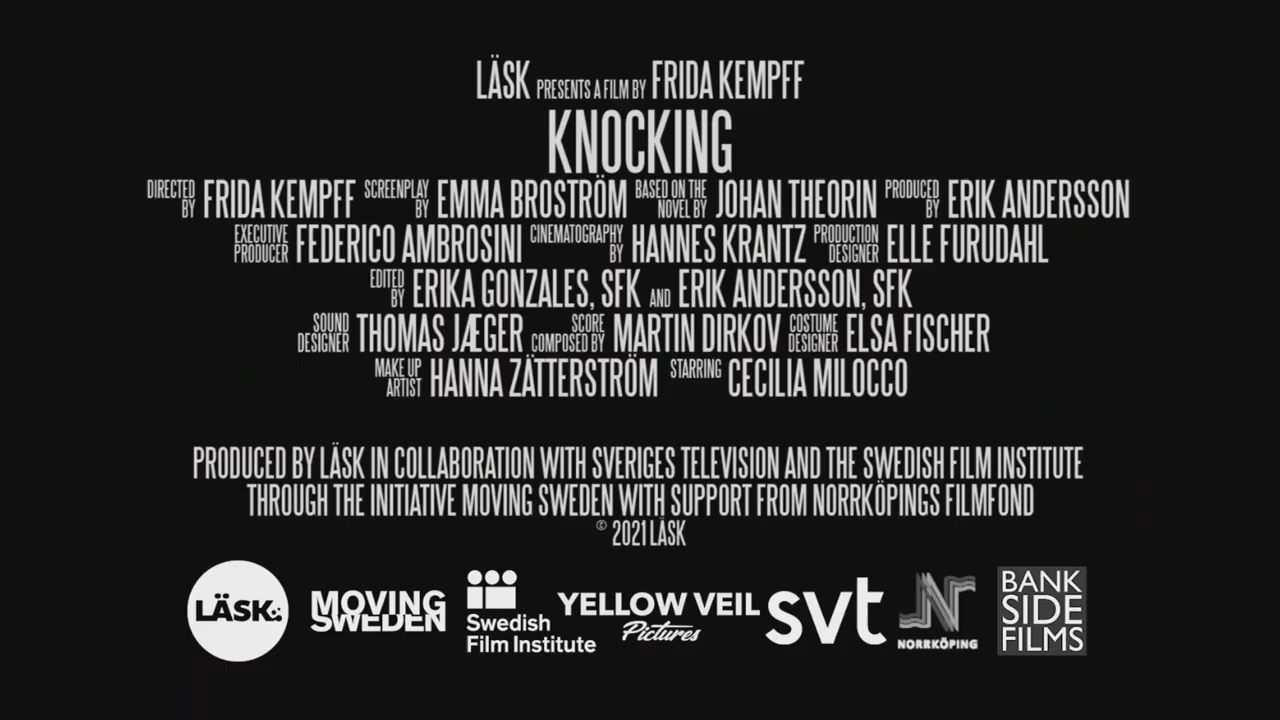 LÄSK PRESENTS A FILM BY FRIDA KEMPFF
KNOCKING
DIRECTED BY FRIDA KEMPFF SCREENPLAY BY EMMA BROSTRÖM BASED ON THE NOVEL BY JOHAN THEORIN PRODUCED BY ERIK ANDERSSON
EXECUTIVE PRODUCER FEDERICO AMBROSINI CINEMATOGRAPHY BY HANNES KRANTZ PRODUCTION DESIGNER ELLE FURUDAHL
EDITED BY ERIKA GONZALES, SFK AND ERIK ANDERSSON, SFK
SOUND DESIGNER THOMAS JÆGER SCORE COMPOSED BY MARTIN DIRKOV COSTUME DESIGNER ELSA FISCHER
MAKE UP ARTIST HANNA ZÄTTERSTRÖM STARRING CECILIA MILOCCO
PRODUCED BY LÄSK IN COLLABORATION WITH SVERIGES TELEVISION AND THE SWEDISH FILM INSTITUTE
THROUGH THE INITIATIVE MOVING SWEDEN WITH SUPPORT FROM NORRKÖPINGS FILMFOND
© 2021 LÄSK
LÄSK
MOVING
SWEDEN
Swedish
Film Institute
YELLOW VEIL
Pictures
svt
N
NORRKÖPING
BANK
SIDE
FILMS